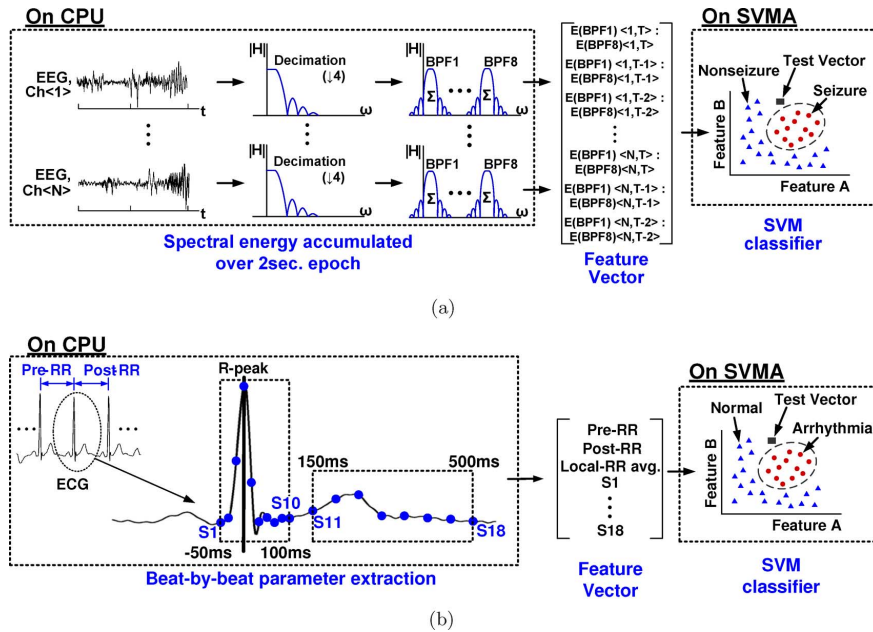 On CPU
EEG,
Ch<1>
t
|H|
Decimation
(↓4)
ω
|H|
BPF1
BPF8
Σ
Σ
ω
EEG,
Ch<N>
t
|H|
Decimation
(↓4)
ω
|H|
BPF1
BPF8
Σ
Σ
ω
Spectral energy accumulated
over 2sec. epoch
E(BPF1) <1,T> :
E(BPF8)<1,T>
E(BPF1) <1,T-1> :
E(BPF8)<1,T-1>
E(BPF1) <1,T-2> :
E(BPF8)<1,T-2>
E(BPF1) <N,T> :
E(BPF8)<N,T>
E(BPF1) <N,T-1> :
E(BPF8)<N,T-1>
E(BPF1) <N,T-2> :
E(BPF8)<N,T-2>
Feature
Vector
On SVMA
Test Vector
Nonseizure
Seizure
Feature B
Feature A
SVM
classifier
(a)
On CPU
Pre-RR
Post-RR
ECG
R-peak
S1
-50ms
S10
100ms
150ms
S11
500ms
S18
Beat-by-beat parameter extraction
Pre-RR
Post-RR
Local-RR avg.
S1
S18
Feature
Vector
On SVMA
Test Vector
Normal
Arrhythmia
Feature B
Feature A
SVM
classifier
(b)